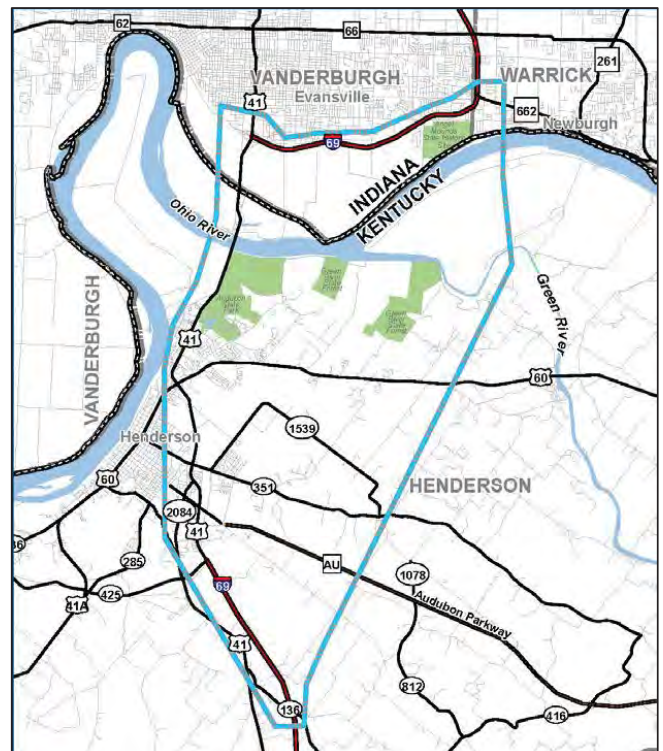 62
66
261
VANDERBURGH
WARRICK
41
Evansville
662
Newburgh
69
INDIANA
KENTUCKY
Ohio River
Green River
VANDERBURGH
41
60
Henderson
1539
60
351
HENDERSON
2084
41
285
AU
1078
69
425
Audubon Parkway
41A
41
812
136
416